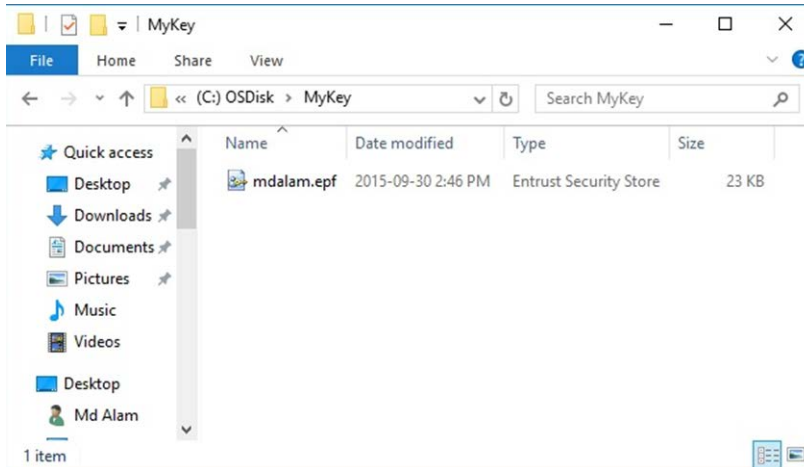 MyKey
File Home Share View
« (C:) OSDisk > MyKey Search MyKey
Name Date modified Type Size
mdalam.epf 2015-09-30 2:46 PM Entrust Security Store 23 KB
Quick access
Desktop
Downloads
Documents
Pictures
Music
Videos
Desktop
Md Alam
1 item